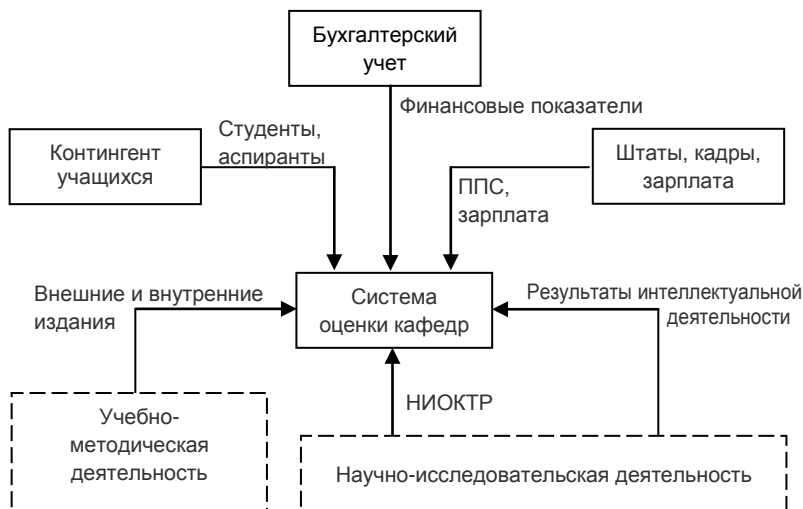 Бухгалтерский
учет
Финансовые показатели
Студенты,
аспиранты
Контингент
учащихся
Штаты, кадры,
зарплата
ППС,
зарплата
Внешние и внутренние
издания
Система
оценки кафедр
Результаты интеллектуальной
деятельности
НИОКТР
Учебно-
методическая
деятельность
Научно-исследовательская деятельность